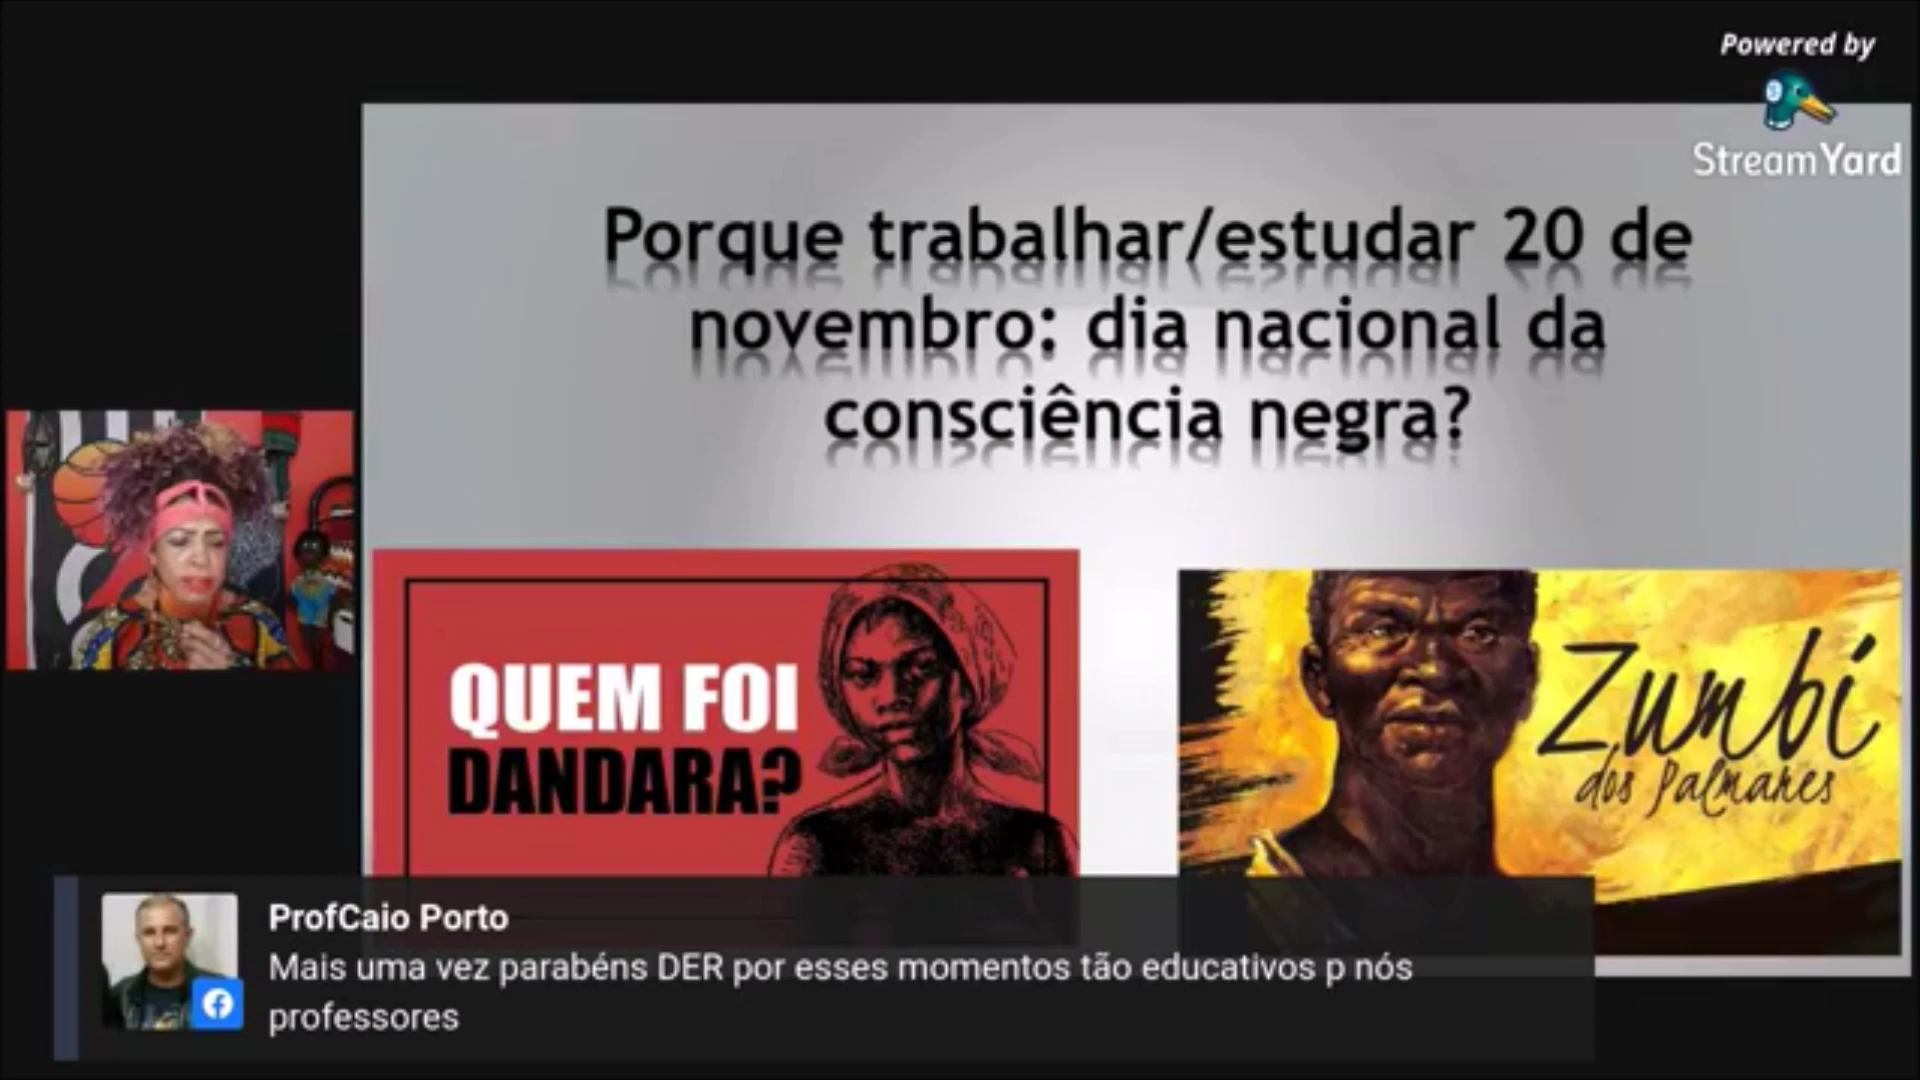 Powered by
StreamYard
Porque trabalhar/estudar 20 de
novembro: dia nacional da
consciência negra?
QUEM FOI
DANDARA?
Zumbi
dos Palmares
ProfCaio Porto
Mais uma vez parabéns DER por esses momentos tão educativos p nós
professores